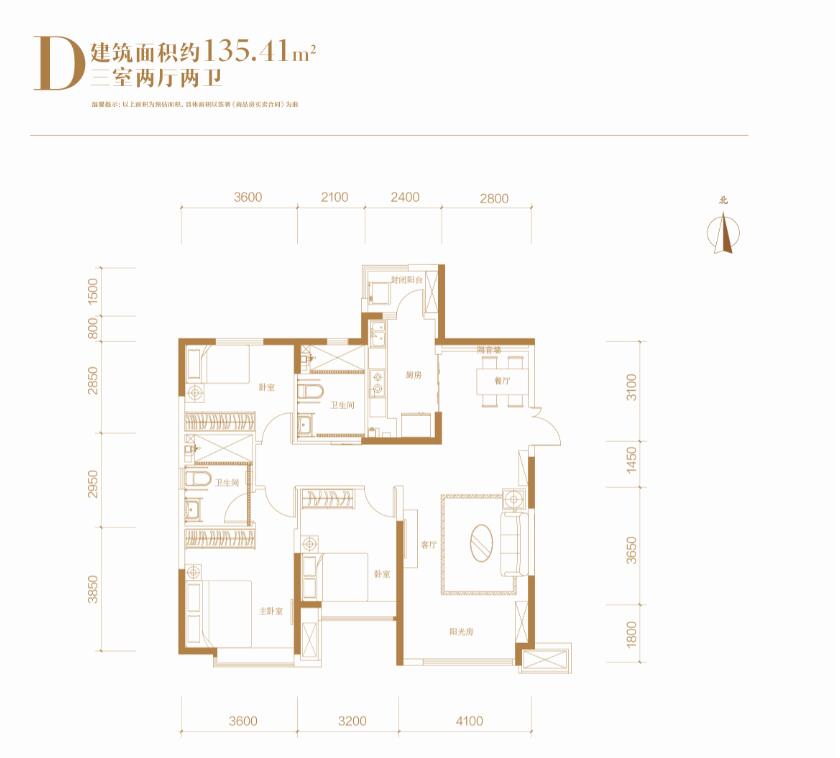 D
建筑面积约135.41m²
三室两厅两卫
温馨提示：以上面积为预估面积，具体面积以签署《商品房买卖合同》为准
3600 2100 2400 2800
北
1500
800
2850
2950
3850
封闭阳台
隔音墙
厨房
餐厅
卧室
卫生间
卫生间
客厅
卧室
主卧室
阳光房
3100
1450
3650
1800
3600 3200 4100